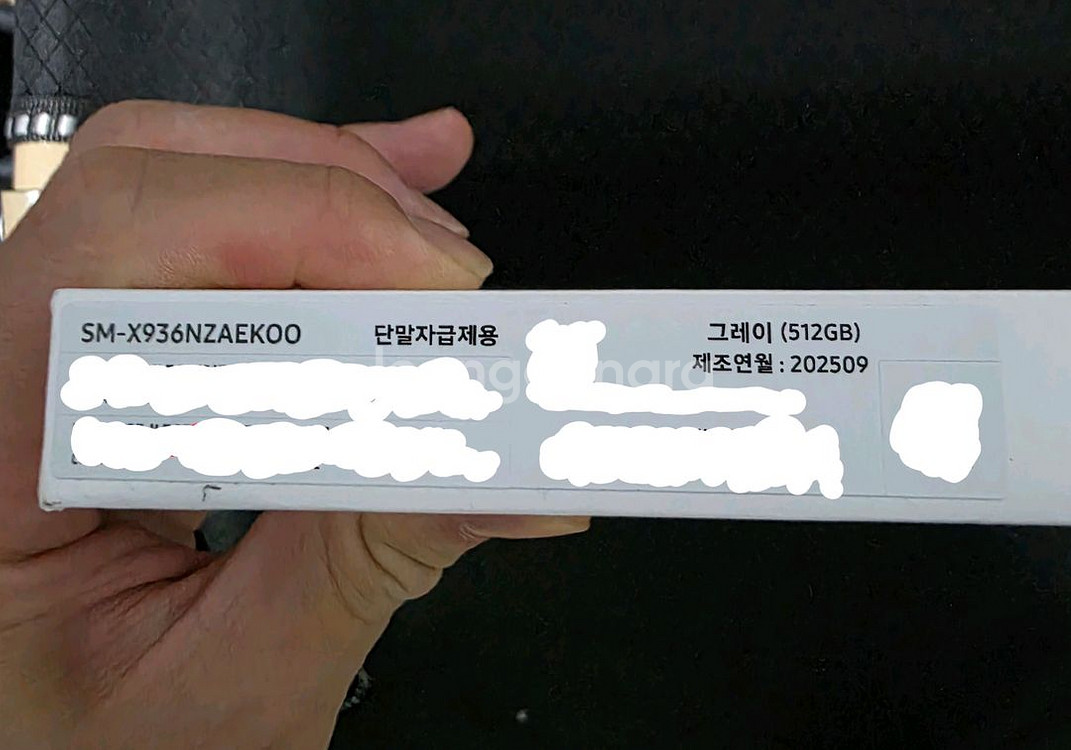 SM-X936NZAEKOO 단말자급제용 그레이 (512GB)
제조연월 : 202509